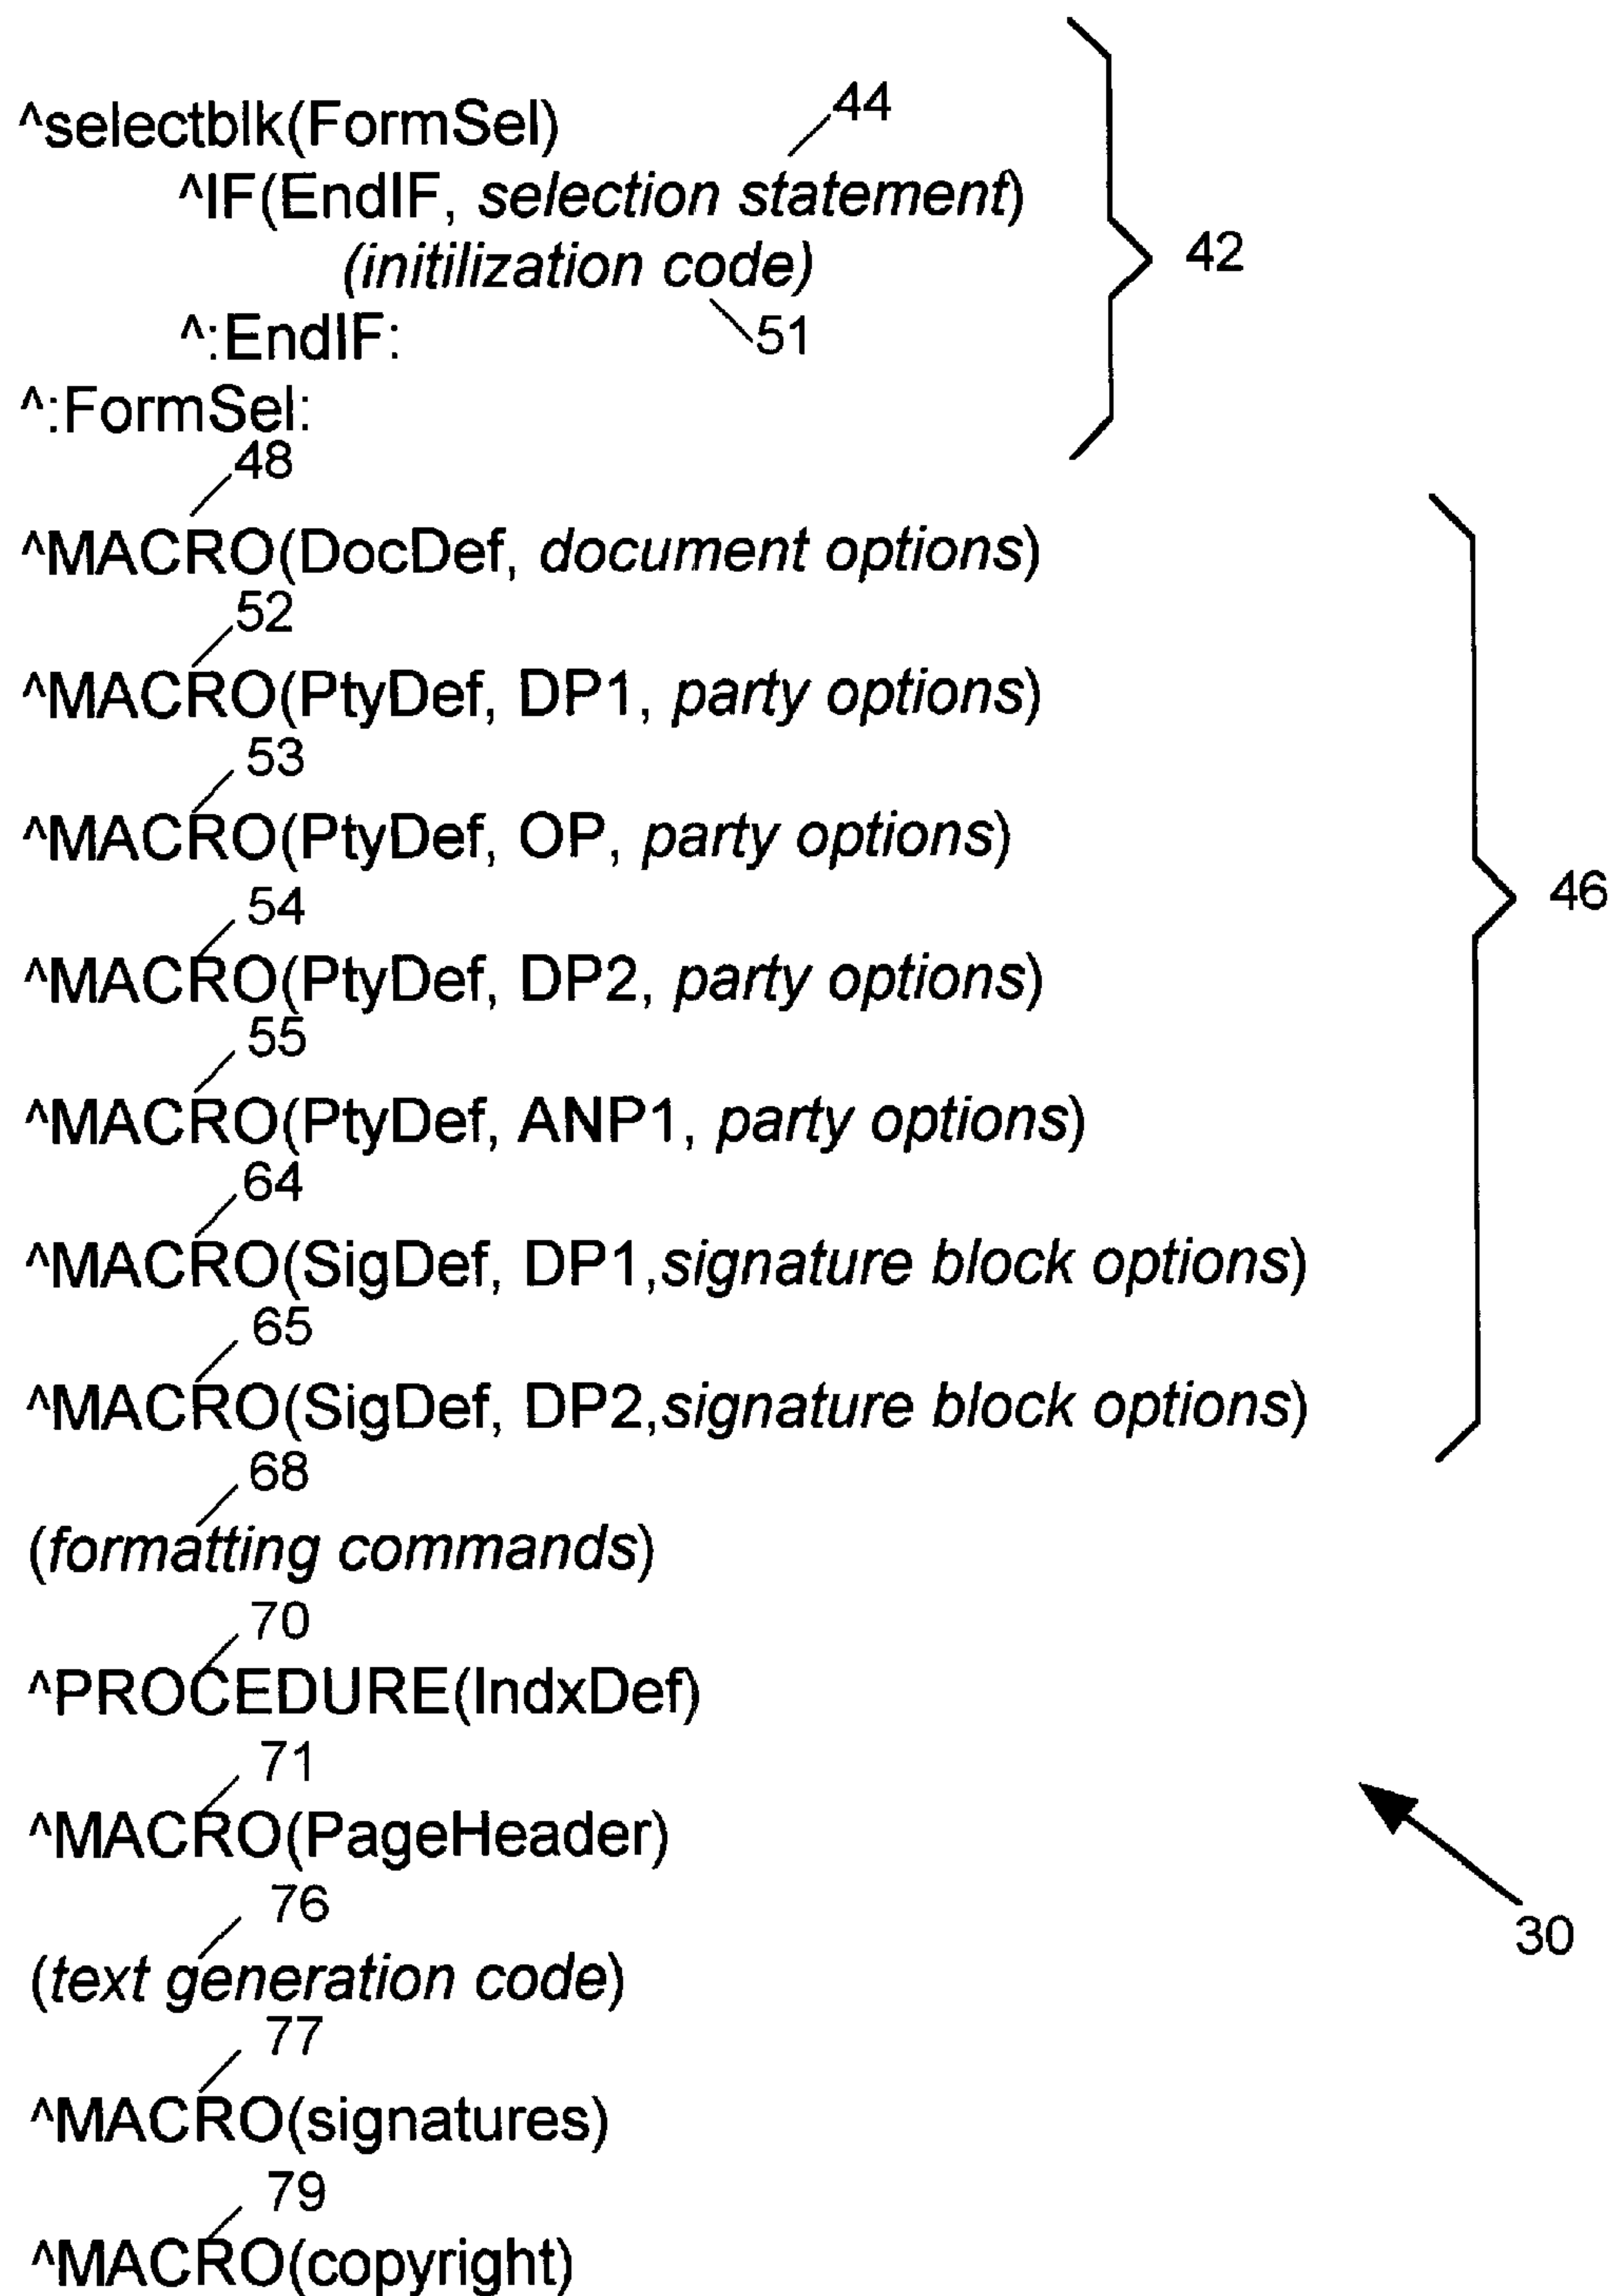 ^selectblk(FormSel)
44
^IF(EndIF, selection statement)
(initilization code)
42
^:EndIF:
51
^:FormSel:
48
^MACRO(DocDef, document options)
52
^MACRO(PtyDef, DP1, party options)
53
^MACRO(PtyDef, OP, party options)
46
54
^MACRO(PtyDef, DP2, party options)
55
^MACRO(PtyDef, ANP1, party options)
64
^MACRO(SigDef, DP1,signature block options)
65
^MACRO(SigDef, DP2,signature block options)
68
(formatting commands)
70
^PROCEDURE(IndxDef)
71
^MACRO(PageHeader)
76
30
(text generation code)
77
^MACRO(signatures)
79
^MACRO(copyright)